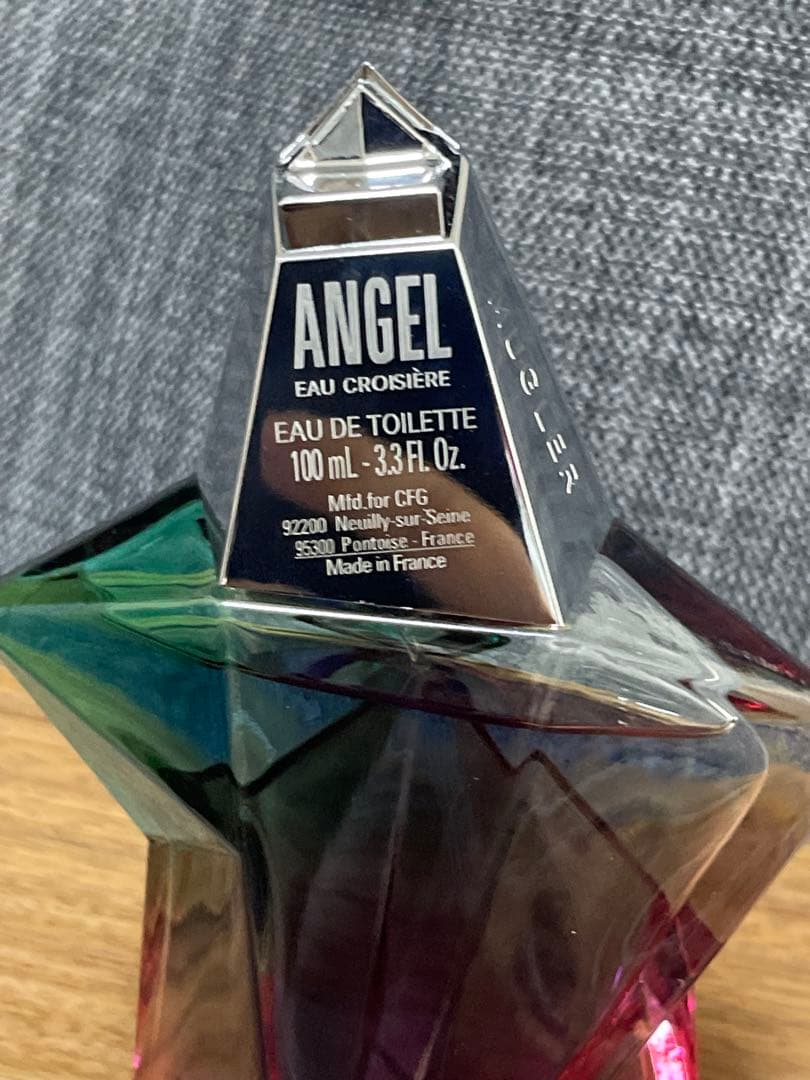 ANGEL
EAU CROISIÈRE
EAU DE TOILETTE
100 mL - 3.3 Fl. Oz.
Mfd.for CFG
92200 Neuilly-sur-Seine
95300 Pontoise - France
Made in France
MUGLER